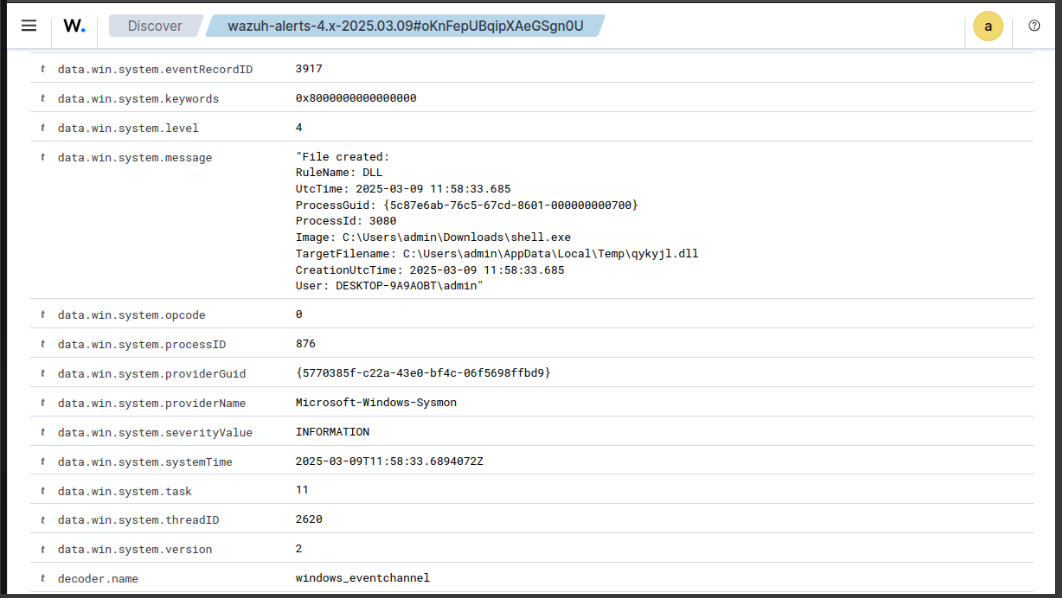 W. Discover wazuh-alerts-4.x-2025.03.09#oKnFepUBqipXAeGSgn0U a
t data.win.system.eventRecordID 3917
t data.win.system.keywords 0x8000000000000000
t data.win.system.level 4
t data.win.system.message "File created:
RuleName: DLL
UtcTime: 2025-03-09 11:58:33.685
ProcessGuid: {5c87e6ab-76c5-67cd-8601-000000000700}
ProcessId: 3080
Image: C:\Users\admin\Downloads\shell.exe
TargetFilename: C:\Users\admin\AppData\Local\Temp\qykyjl.dll
CreationUtcTime: 2025-03-09 11:58:33.685
User: DESKTOP-9A9AOBT\admin"
t data.win.system.opcode 0
t data.win.system.processID 876
t data.win.system.providerGuid {5770385f-c22a-43e0-bf4c-06f5698ffbd9}
t data.win.system.providerName Microsoft-Windows-Sysmon
t data.win.system.severityValue INFORMATION
t data.win.system.systemTime 2025-03-09T11:58:33.6894072Z
t data.win.system.task 11
t data.win.system.threadID 2620
t data.win.system.version 2
t decoder.name windows_eventchannel